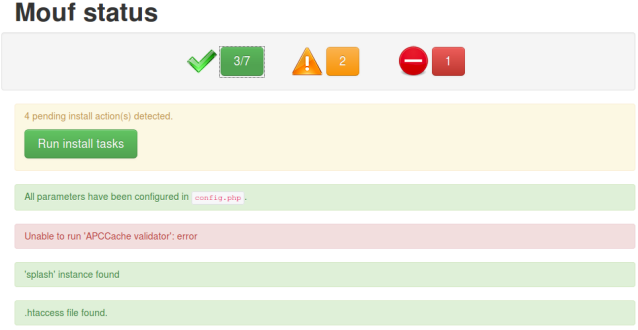 Mouf status
3/7 2 1
4 pending install action(s) detected.
Run install tasks
All parameters have been configured in config.php.
Unable to run 'APCCache validator': error
'splash' instance found
.htaccess file found.